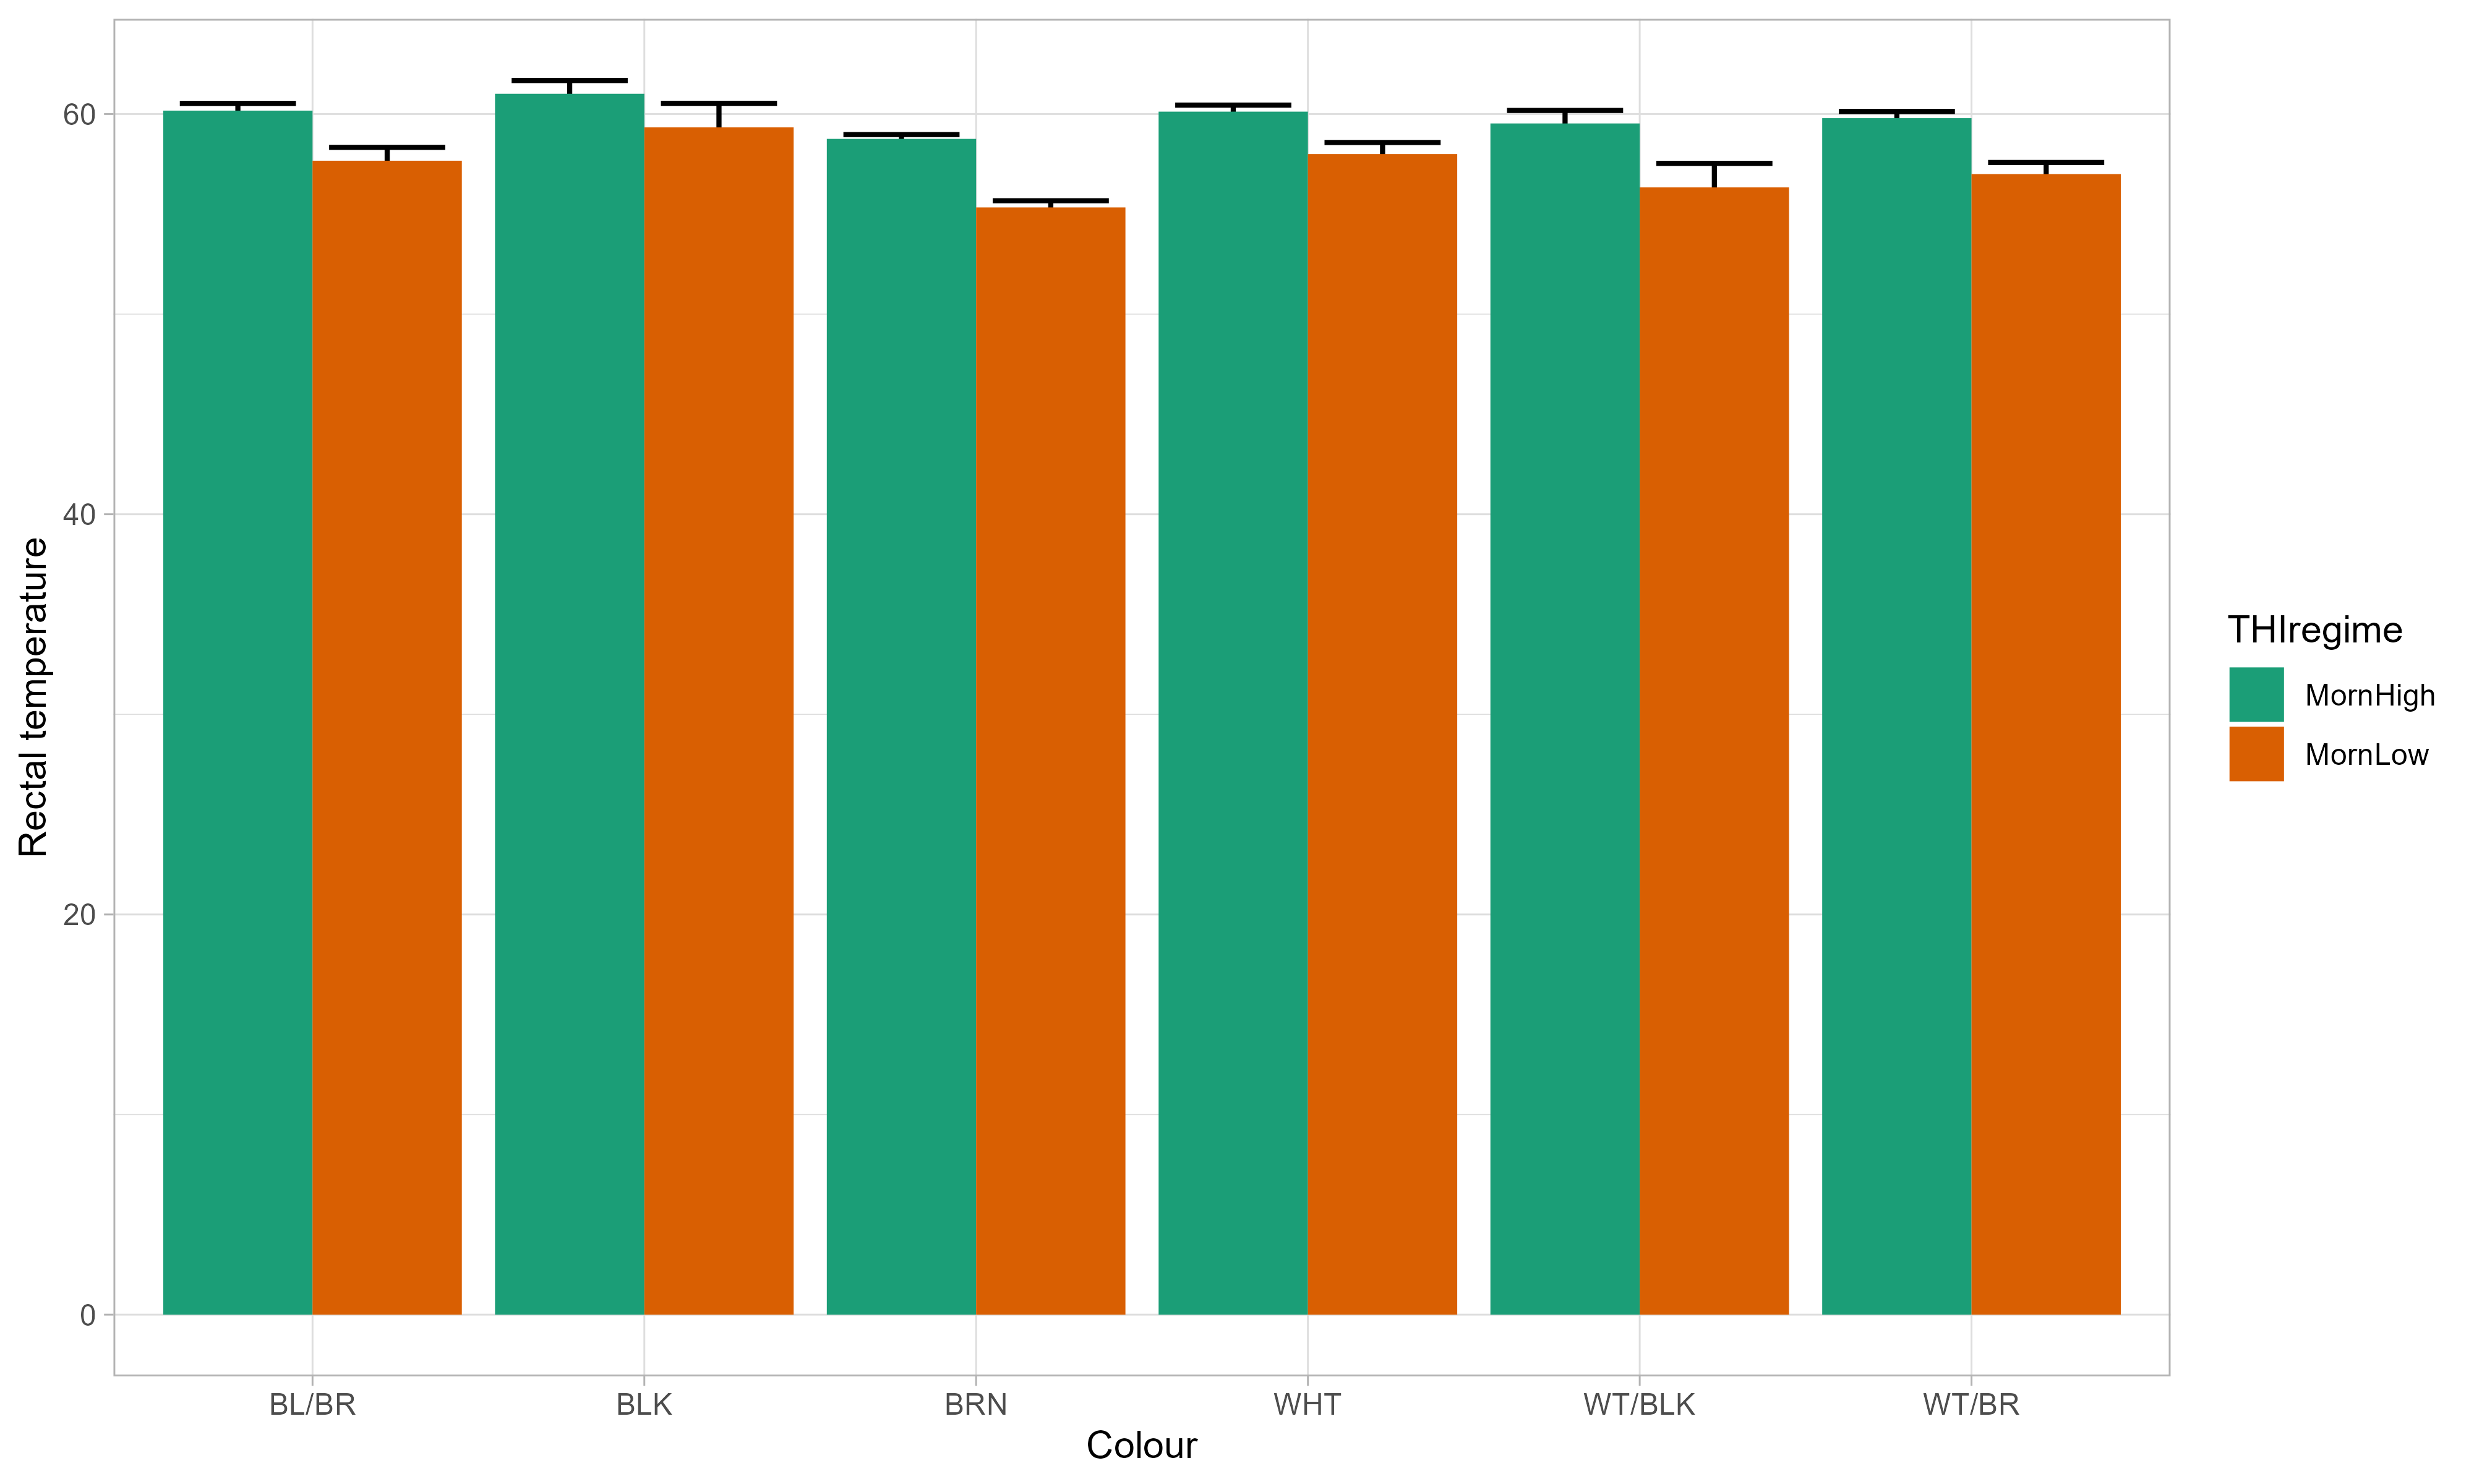 60
40
20
0
Rectal temperature
BL/BR
BLK
BRN
WHT
WT/BLK
WT/BR
Colour
THIregime
MornHigh
MornLow